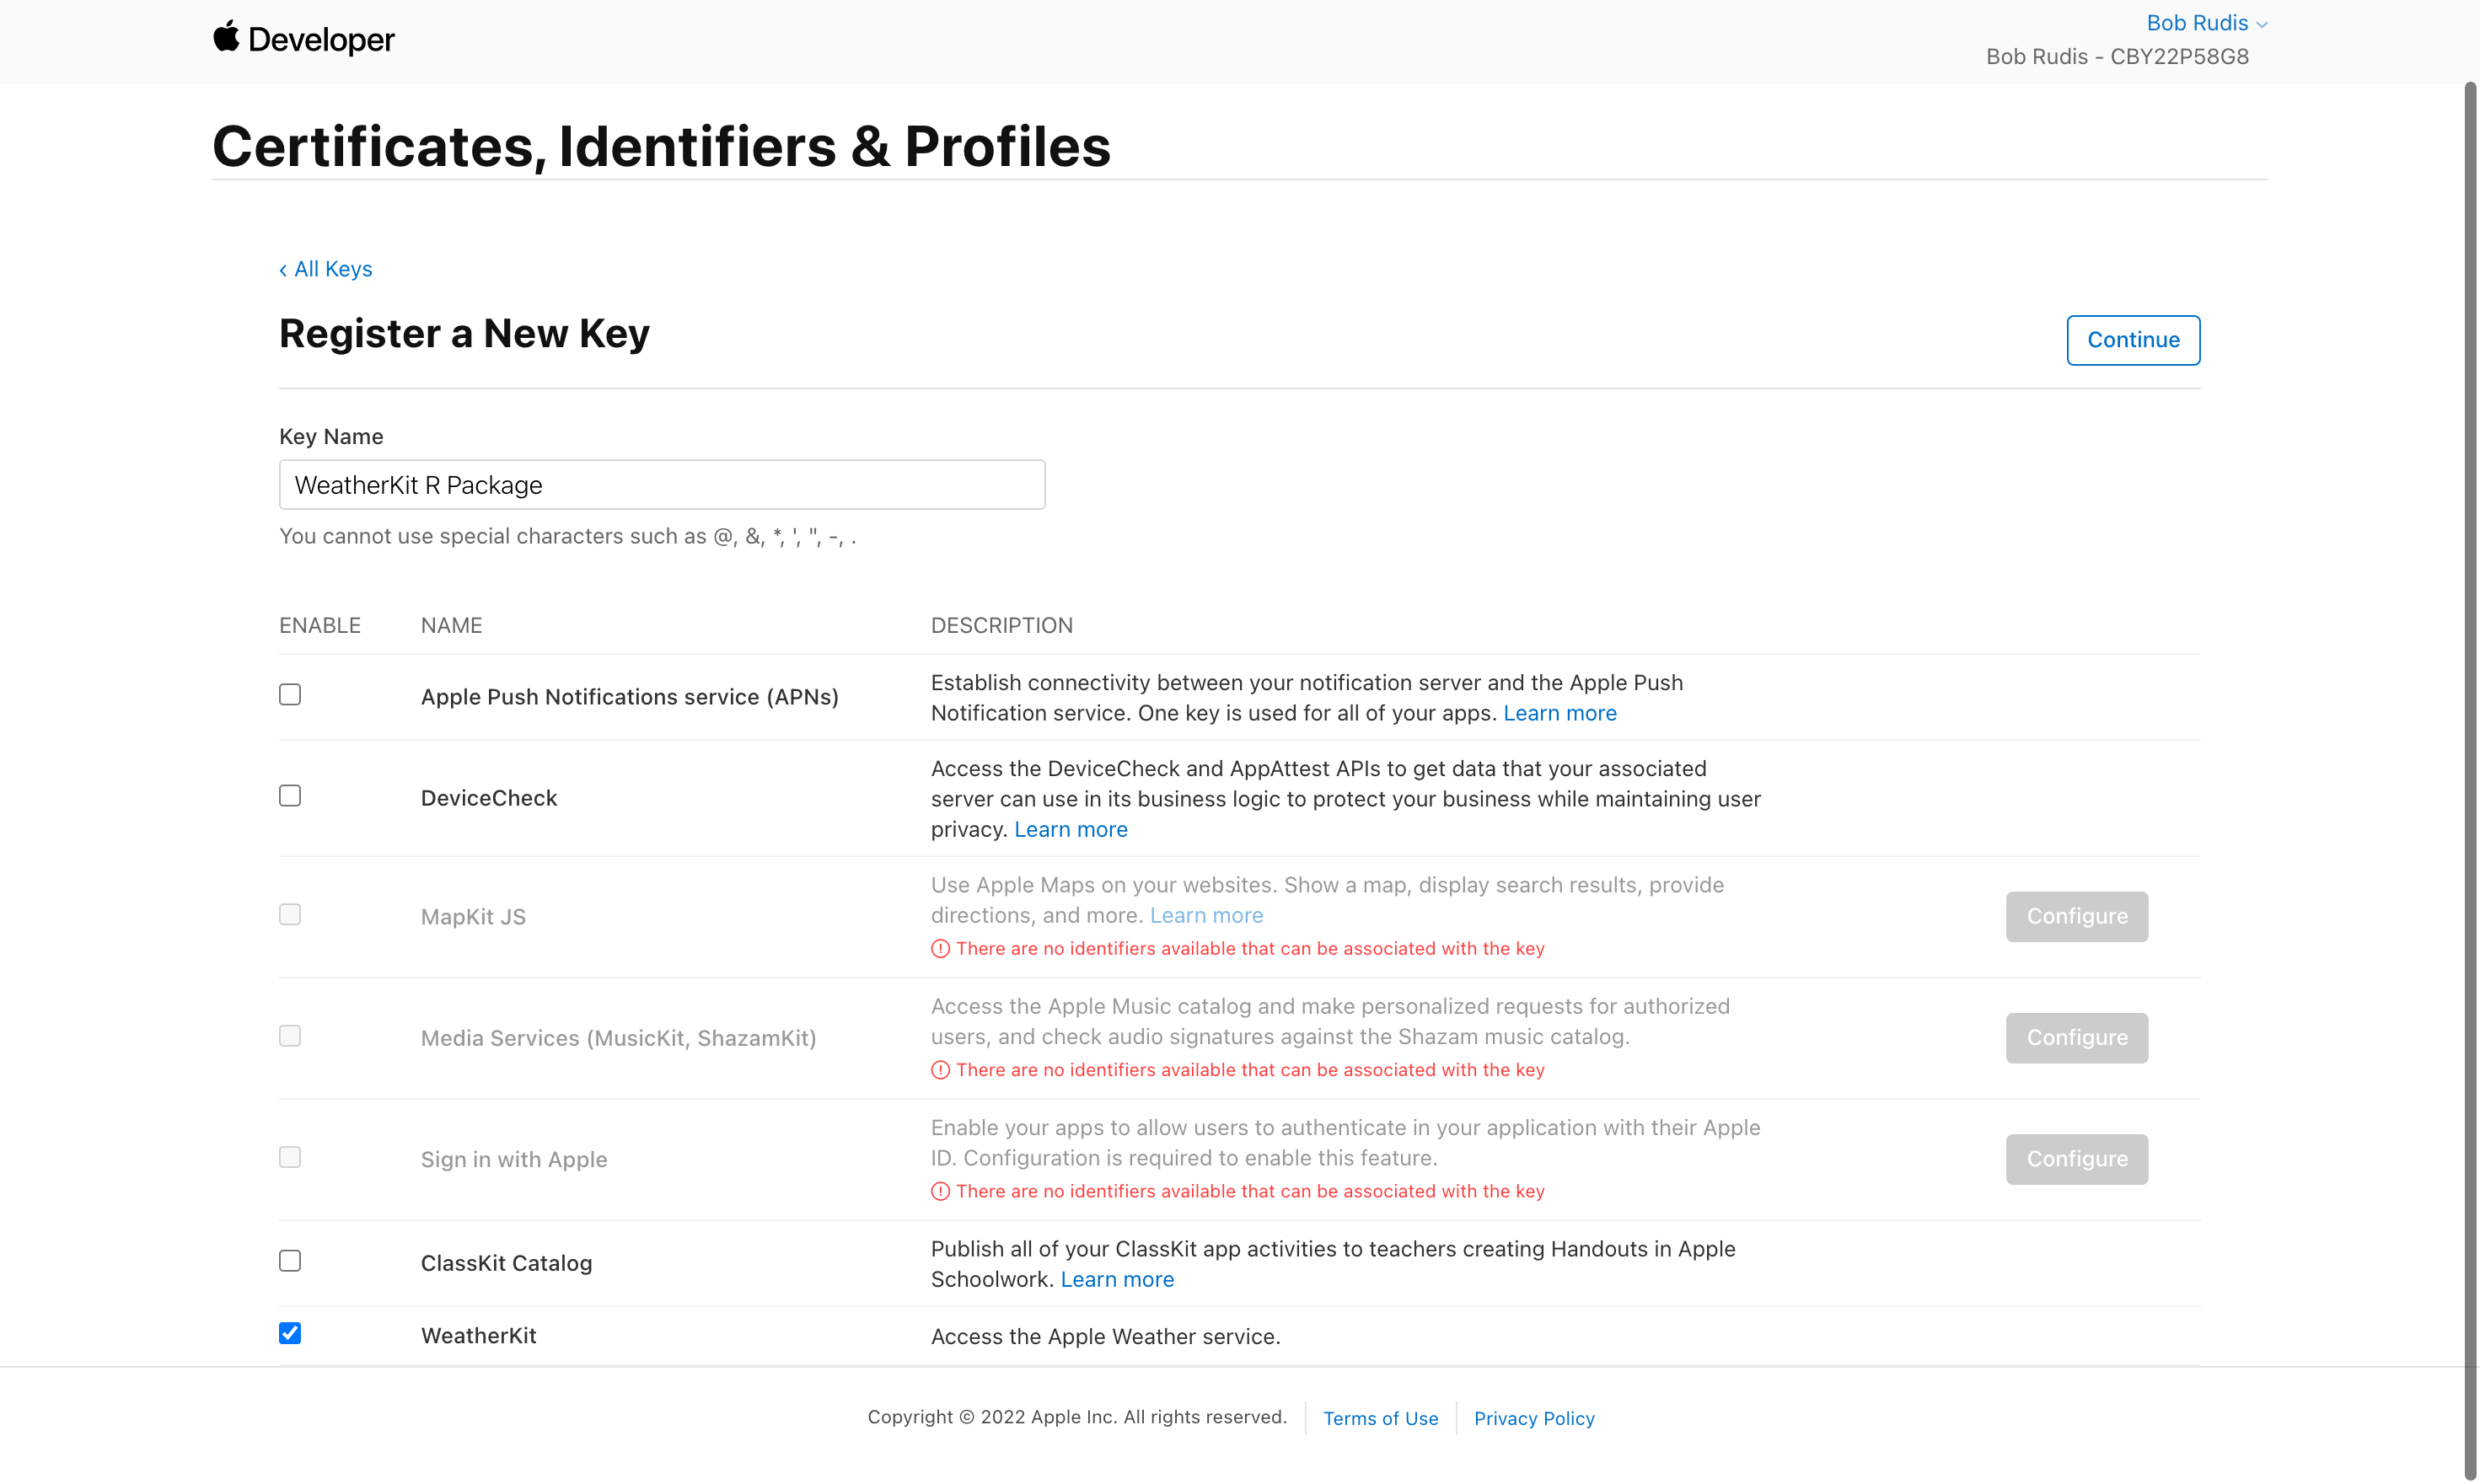 Developer
Bob Rudis
Bob Rudis - CBY22P58G8
Certificates, Identifiers & Profiles
‹ All Keys
Register a New Key
Continue
Key Name
WeatherKit R Package
You cannot use special characters such as @, &, *, ', ", -, .
ENABLE NAME DESCRIPTION
Apple Push Notifications service (APNs)
Establish connectivity between your notification server and the Apple Push
Notification service. One key is used for all of your apps. Learn more
DeviceCheck
Access the DeviceCheck and AppAttest APIs to get data that your associated
server can use in its business logic to protect your business while maintaining user
privacy. Learn more
MapKit JS
Use Apple Maps on your websites. Show a map, display search results, provide
directions, and more. Learn more
There are no identifiers available that can be associated with the key
Configure
Media Services (MusicKit, ShazamKit)
Access the Apple Music catalog and make personalized requests for authorized
users, and check audio signatures against the Shazam music catalog.
There are no identifiers available that can be associated with the key
Configure
Sign in with Apple
Enable your apps to allow users to authenticate in your application with their Apple
ID. Configuration is required to enable this feature.
There are no identifiers available that can be associated with the key
Configure
ClassKit Catalog
Publish all of your ClassKit app activities to teachers creating Handouts in Apple
Schoolwork. Learn more
WeatherKit
Access the Apple Weather service.
Copyright © 2022 Apple Inc. All rights reserved. Terms of Use Privacy Policy